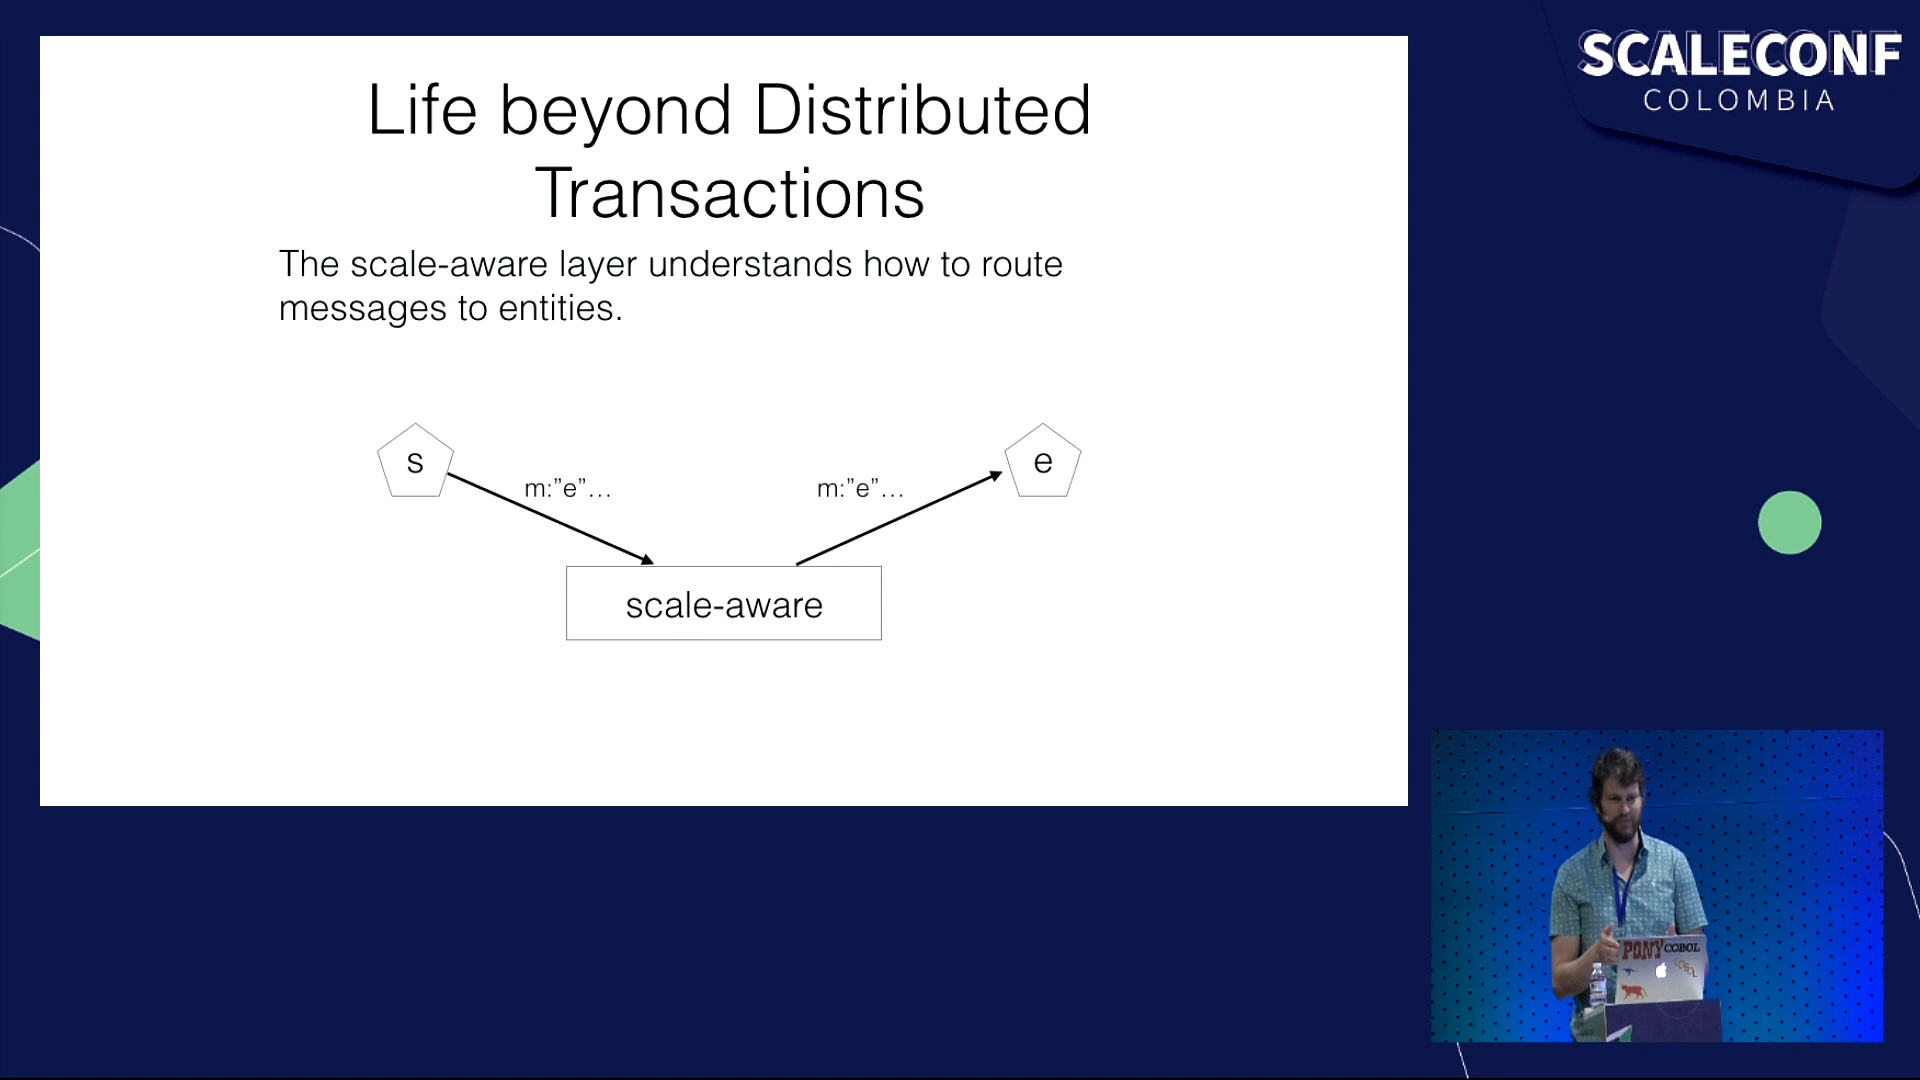 SCALECONF
COLOMBIA
Life beyond Distributed
Transactions
The scale-aware layer understands how to route
messages to entities.
s
m:”e”…
m:”e”…
e
scale-aware
PONY COBOL
COBOL